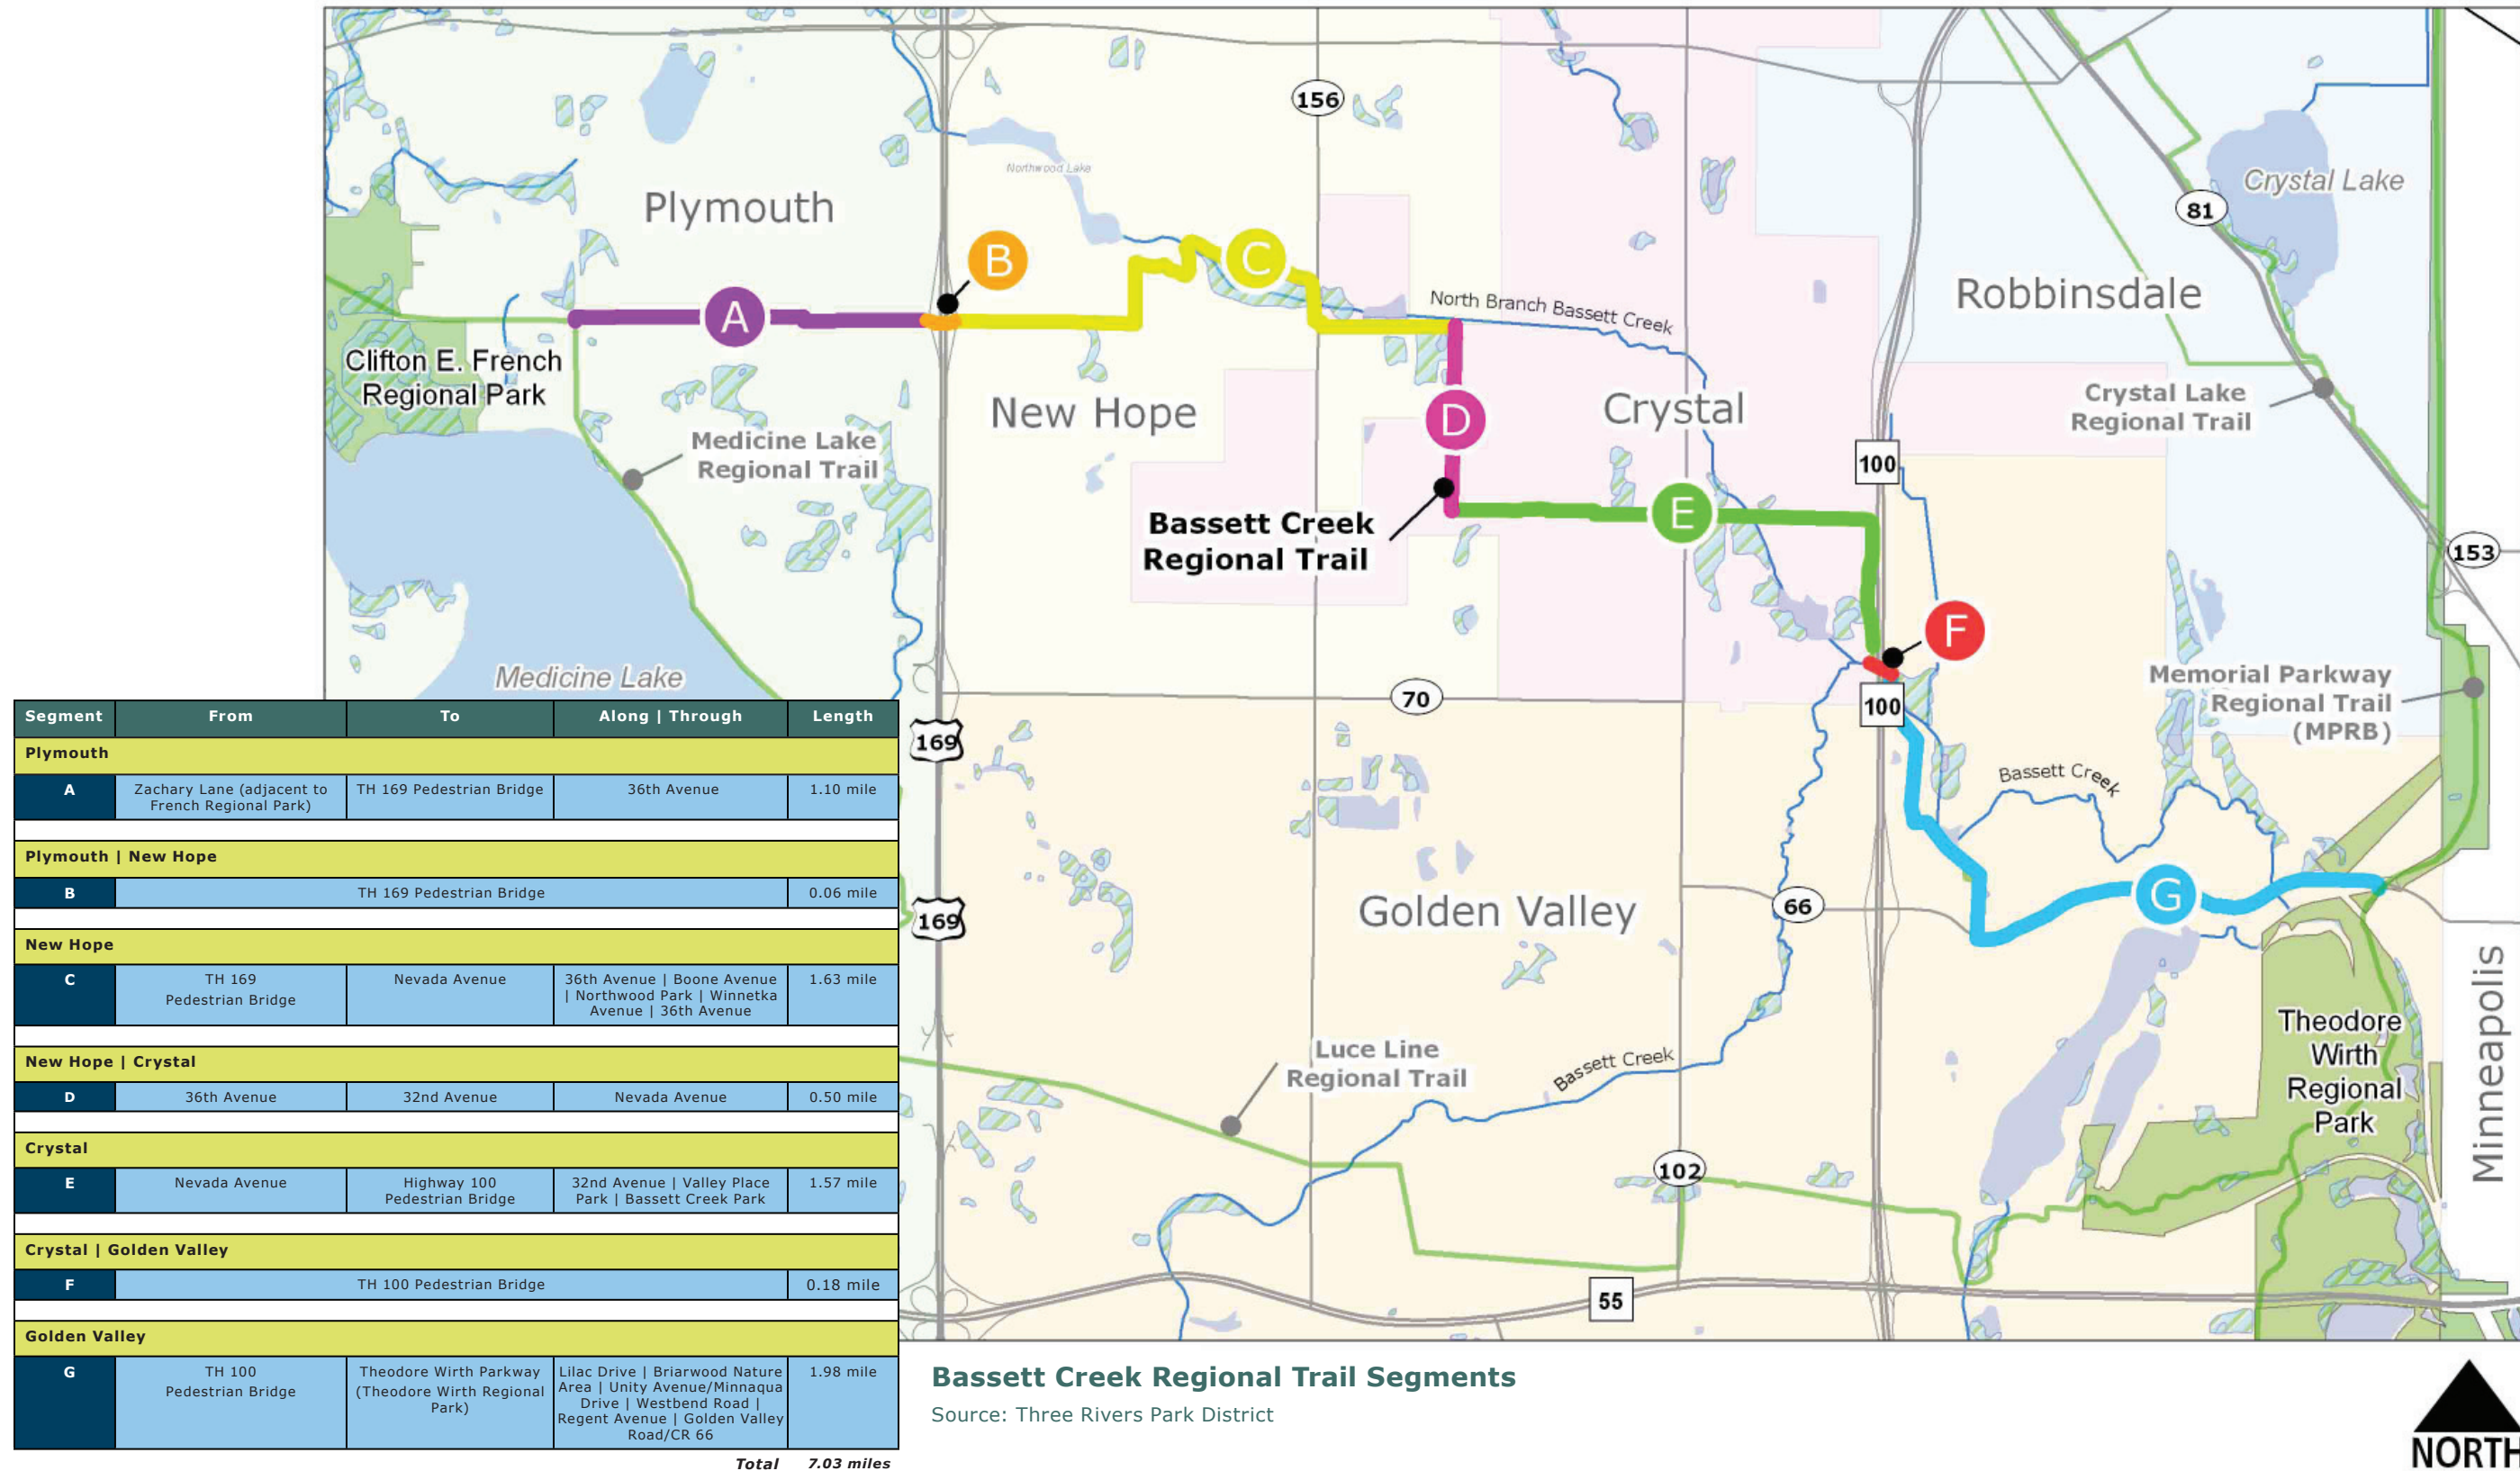 156
Northwood Lake
Crystal Lake
Plymouth
81
B
C
Robbinsdale
North Branch Bassett Creek
A
Clifton E. French
Regional Park
New Hope
D
Crystal
Crystal Lake
Regional Trail
Medicine Lake
Regional Trail
100
Bassett Creek
Regional Trail
E
153
F
Medicine Lake
Memorial Parkway
Regional Trail
(MPRB)
70
100
169
Bassett Creek
169
Golden Valley
66
G
Minneapolis
Theodore
Wirth
Regional
Park
Luce Line
Regional Trail
Bassett Creek
102
55
Segment From To Along | Through Length
Plymouth
A Zachary Lane (adjacent to TH 169 Pedestrian Bridge 36th Avenue 1.10 mile
French Regional Park)
Plymouth | New Hope
B TH 169 Pedestrian Bridge 0.06 mile
New Hope
C TH 169 Nevada Avenue 36th Avenue | Boone Avenue 1.63 mile
Pedestrian Bridge | Northwood Park | Winnetka
Avenue | 36th Avenue
New Hope | Crystal
D 36th Avenue 32nd Avenue Nevada Avenue 0.50 mile
Crystal
E Nevada Avenue Highway 100 32nd Avenue | Valley Place 1.57 mile
Pedestrian Bridge Park | Bassett Creek Park
Crystal | Golden Valley
F TH 100 Pedestrian Bridge 0.18 mile
Golden Valley
G TH 100 Theodore Wirth Parkway Lilac Drive | Briarwood Nature 1.98 mile
Pedestrian Bridge (Theodore Wirth Regional Area | Unity Avenue/Minnaqua
Park) Drive | Westbend Road |
Regent Avenue | Golden Valley
Road/CR 66
Total 7.03 miles
Bassett Creek Regional Trail Segments
Source: Three Rivers Park District
NORTH